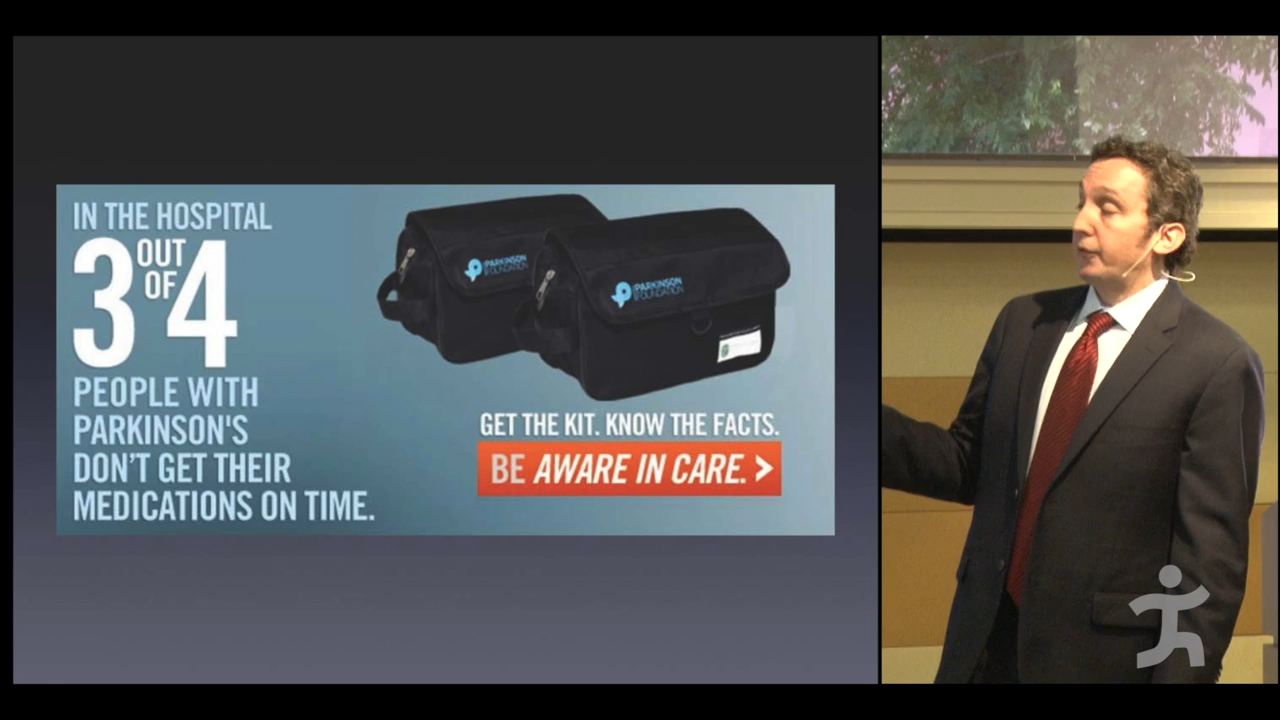 IN THE HOSPITAL
3 OUT OF 4
PEOPLE WITH
PARKINSON'S
DON'T GET THEIR
MEDICATIONS ON TIME.
PARKINSON
FOUNDATION
PARKINSON
FOUNDATION
GET THE KIT. KNOW THE FACTS.
BE AWARE IN CARE. >